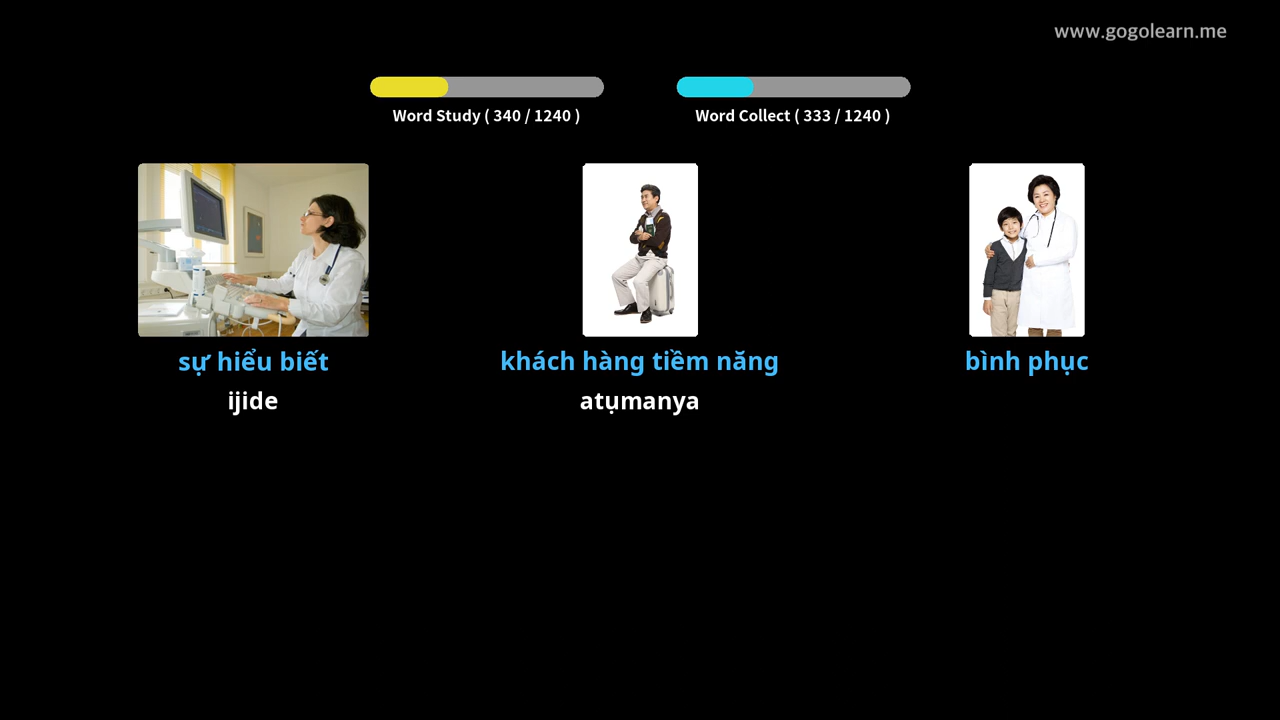 www.gogolearn.me
Word Study ( 340 / 1240 )
Word Collect ( 333 / 1240 )
sự hiểu biết
khách hàng tiềm năng
bình phục
ijide
atụmanya